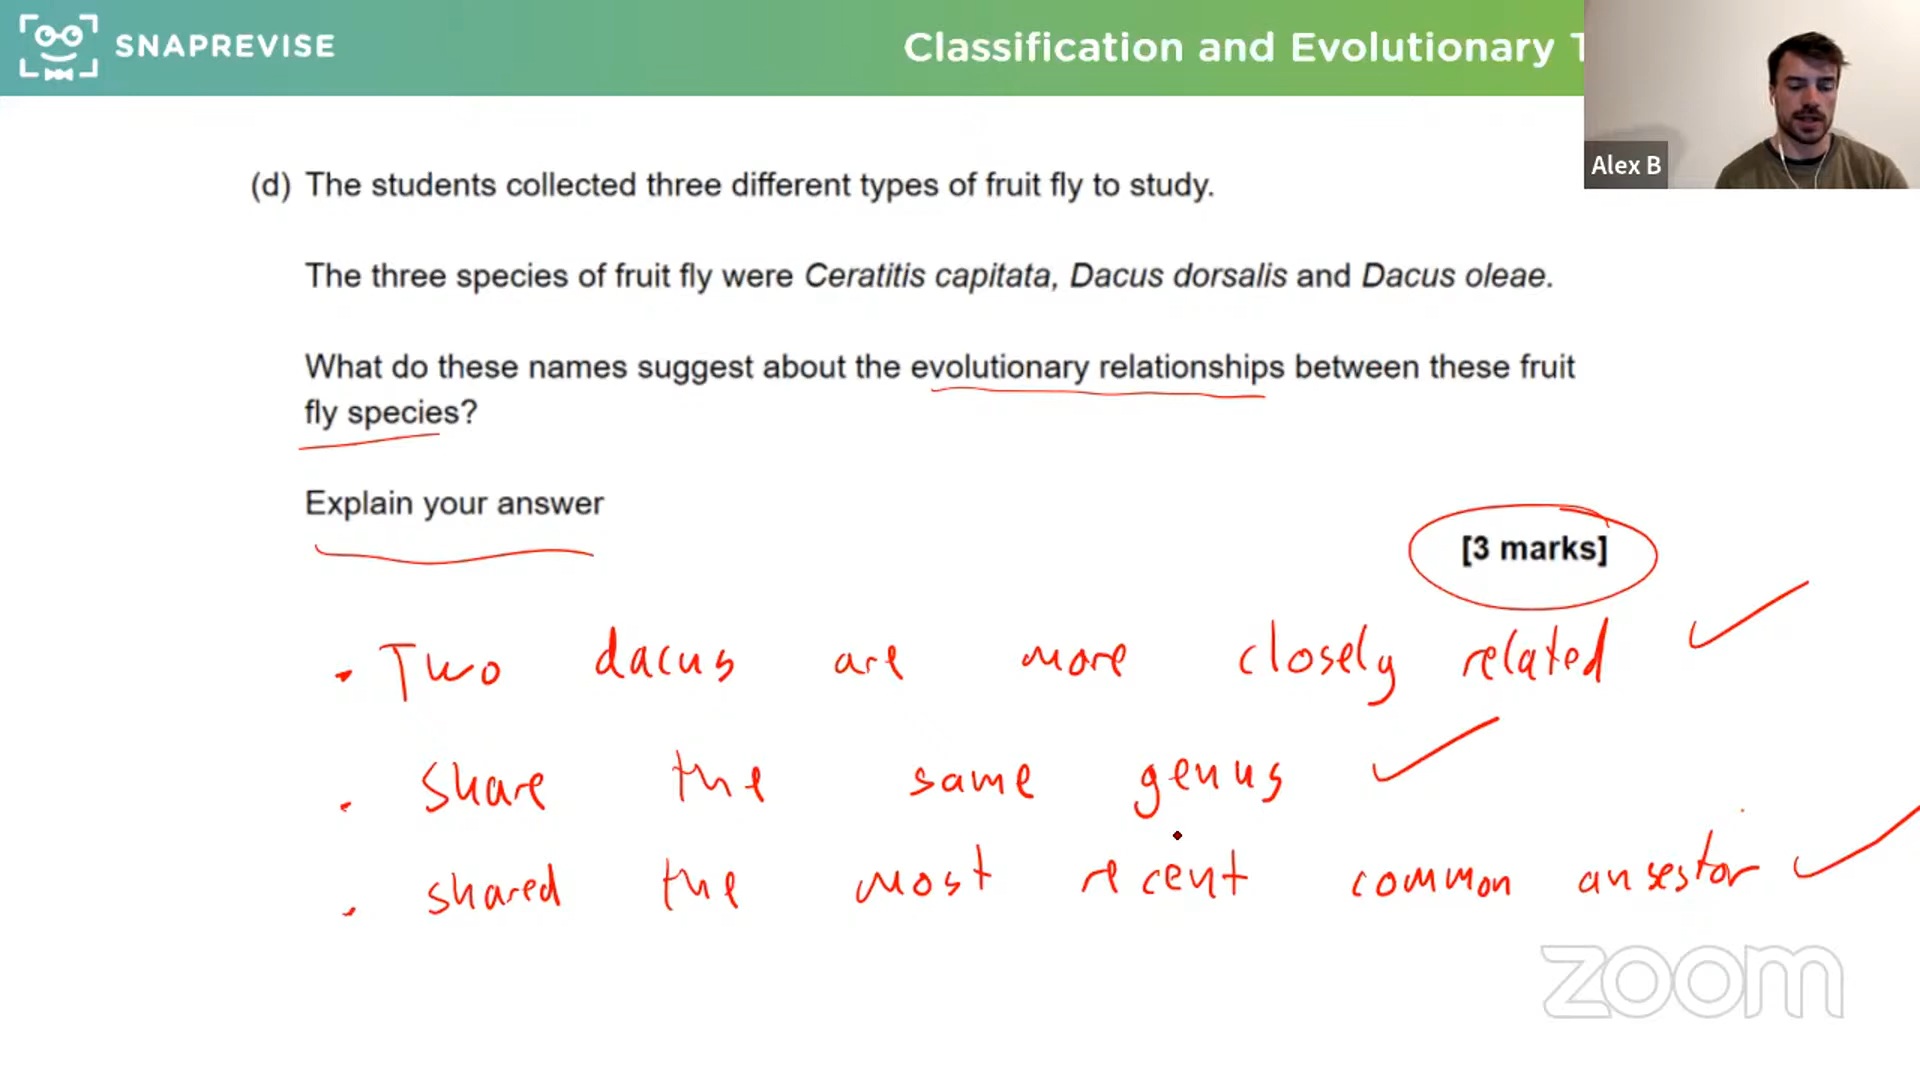 SNAPREVISE
Classification and Evolutionary T
Alex B
(d) The students collected three different types of fruit fly to study.
The three species of fruit fly were Ceratitis capitata, Dacus dorsalis and Dacus oleae.
What do these names suggest about the evolutionary relationships between these fruit
fly species?
Explain your answer
[3 marks]
• Two dacus are more closely related
• Share the same genus
• shared the most recent common ansestor
zoom